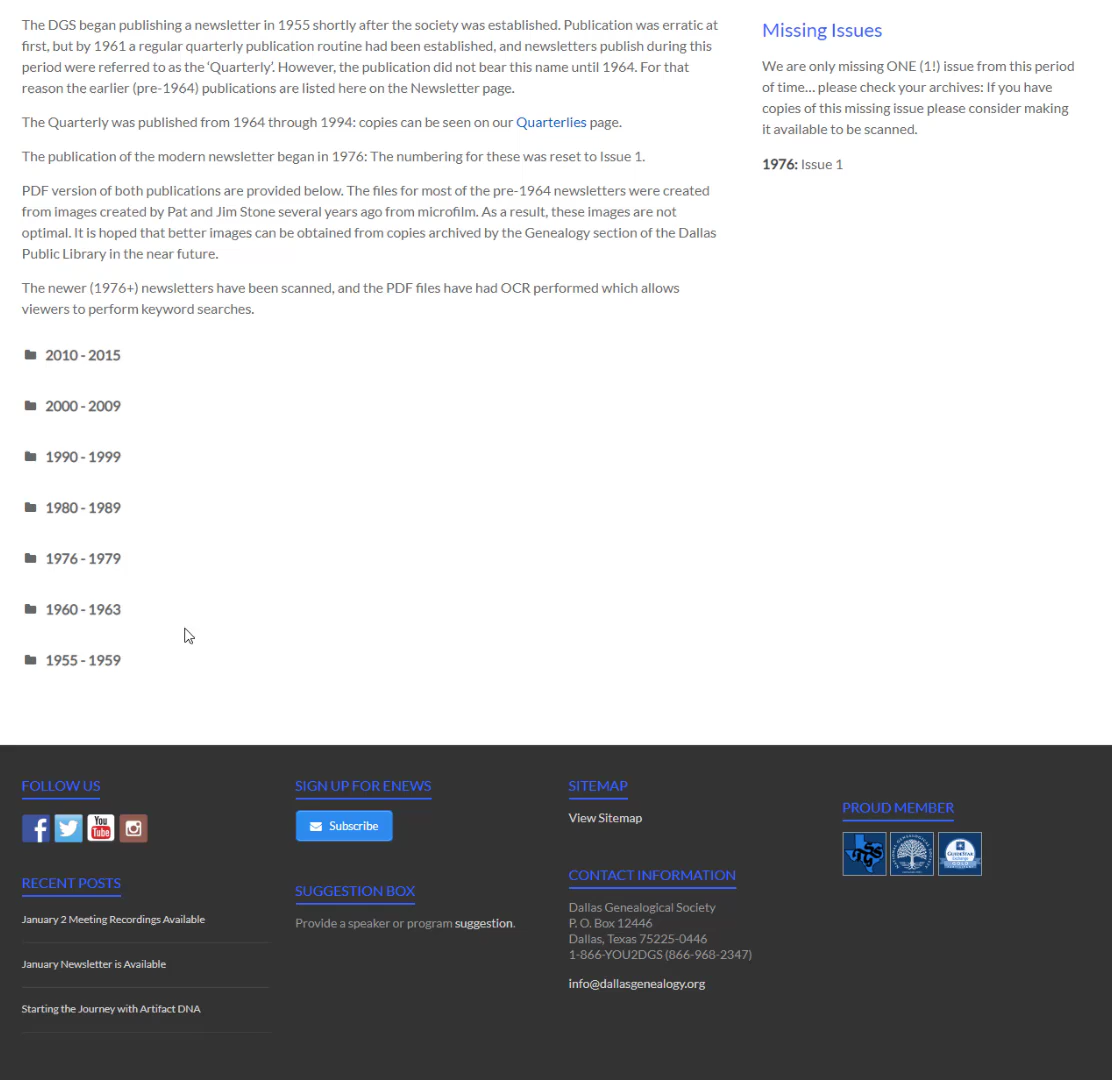 The DGS began publishing a newsletter in 1955 shortly after the society was established. Publication was erratic at
first, but by 1961 a regular quarterly publication routine had been established, and newsletters publish during this
period were referred to as the ‘Quarterly’. However, the publication did not bear this name until 1964. For that
reason the earlier (pre-1964) publications are listed here on the Newsletter page.
The Quarterly was published from 1964 through 1994: copies can be seen on our Quarterlies page.
The publication of the modern newsletter began in 1976: The numbering for these was reset to Issue 1.
PDF version of both publications are provided below. The files for most of the pre-1964 newsletters were created
from images created by Pat and Jim Stone several years ago from microfilm. As a result, these images are not
optimal. It is hoped that better images can be obtained from copies archived by the Genealogy section of the Dallas
Public Library in the near future.
The newer (1976+) newsletters have been scanned, and the PDF files have had OCR performed which allows
viewers to perform keyword searches.
2010 - 2015
2000 - 2009
1990 - 1999
1980 - 1989
1976 - 1979
1960 - 1963
1955 - 1959
Missing Issues
We are only missing ONE (1!) issue from this period
of time… please check your archives: If you have
copies of this missing issue please consider making
it available to be scanned.
1976: Issue 1
FOLLOW US
You
Tube
RECENT POSTS
January 2 Meeting Recordings Available
January Newsletter is Available
Starting the Journey with Artifact DNA
SIGN UP FOR ENEWS
Subscribe
SUGGESTION BOX
Provide a speaker or program suggestion.
SITEMAP
View Sitemap
CONTACT INFORMATION
Dallas Genealogical Society
P. O. Box 12446
Dallas, Texas 75225-0446
1-866-YOU2DGS (866-968-2347)
info@dallasgenealogy.org
PROUD MEMBER